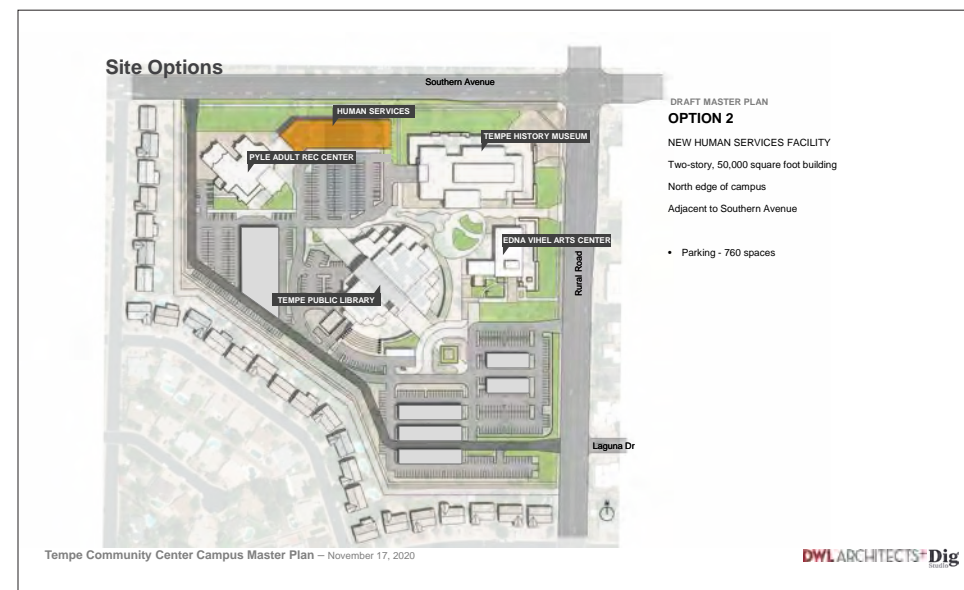 Site Options
Southern Avenue
HUMAN SERVICES
TEMPE HISTORY MUSEUM
PYLE ADULT REC CENTER
EDNA VIHEL ARTS CENTER
Rural Road
TEMPE PUBLIC LIBRARY
Laguna Dr
DRAFT MASTER PLAN
OPTION 2
NEW HUMAN SERVICES FACILITY
Two-story, 50,000 square foot building
North edge of campus
Adjacent to Southern Avenue
• Parking - 760 spaces
Tempe Community Center Campus Master Plan – November 17, 2020
DWL ARCHITECTS+ Dig
Studio